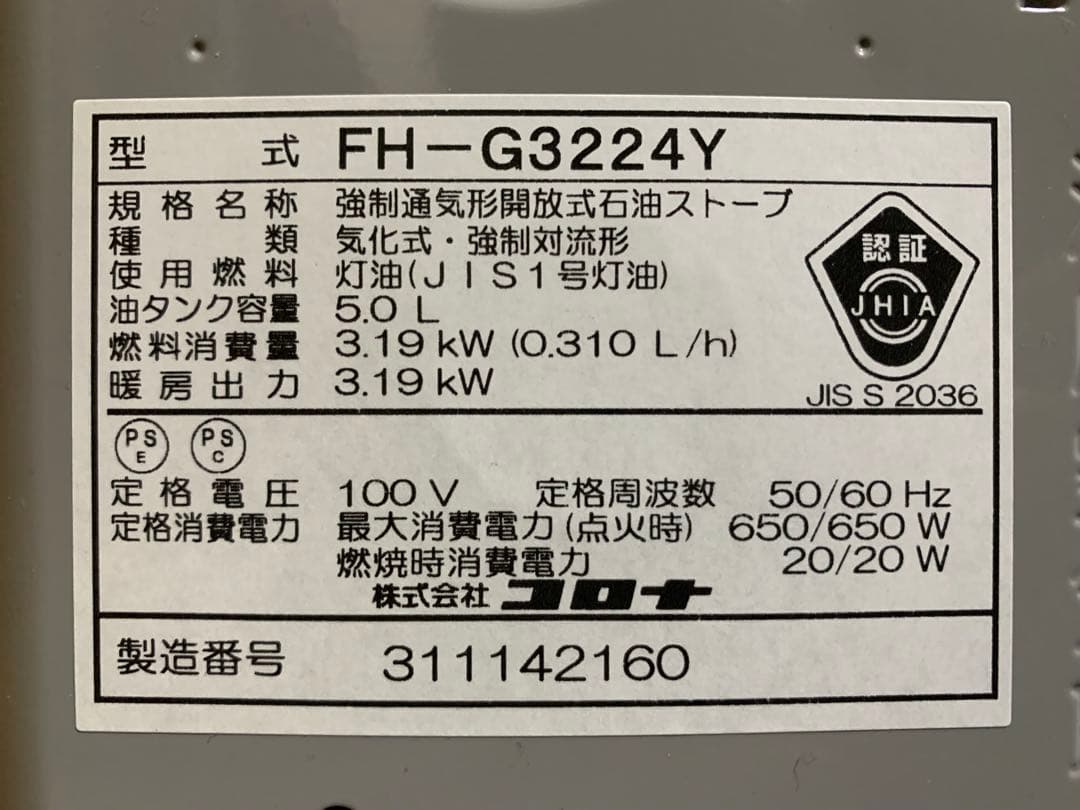 型式 FH-G3224Y
規格名称 強制通気形開放式石油ストーブ
種類 気化式・強制対流形
使用燃料 灯油(JIS1号灯油)
油タンク容量 5.0 L
燃料消費量 3.19 kW (0.310 L/h)
暖房出力 3.19 kW
認証
JHIA
JIS S 2036
PS E PS C
定格電圧 100 V 定格周波数 50/60 Hz
定格消費電力 最大消費電力(点火時) 650/650 W
燃焼時消費電力 20/20 W
株式会社 コロナ
製造番号 311142160